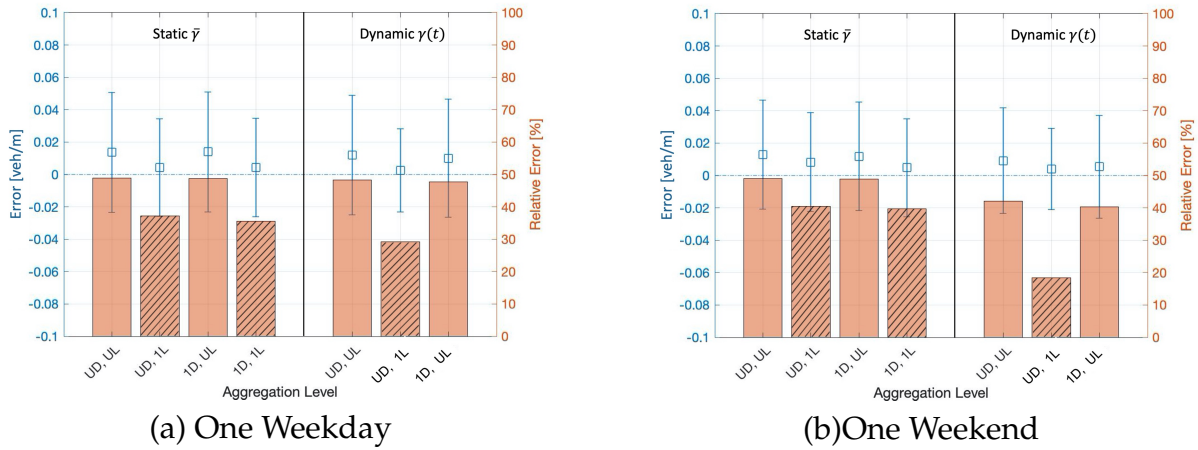 Static γ̄
Dynamic γ(t)
0.1
0.08
0.06
0.04
0.02
0
-0.02
-0.04
-0.06
-0.08
-0.1
Error [veh/m]
100
90
80
70
60
50
40
30
20
10
0
Relative Error [%]
UD, UL
UD, 1L
1D, UL
1D, 1L
UD, UL
UD, 1L
1D, UL
Aggregation Level
(a) One Weekday
Static γ̄
Dynamic γ(t)
0.1
0.08
0.06
0.04
0.02
0
-0.02
-0.04
-0.06
-0.08
-0.1
Error [veh/m]
100
90
80
70
60
50
40
30
20
10
0
Relative Error [%]
UD, UL
UD, 1L
1D, UL
1D, 1L
UD, UL
UD, 1L
1D, UL
Aggregation Level
(b)One Weekend